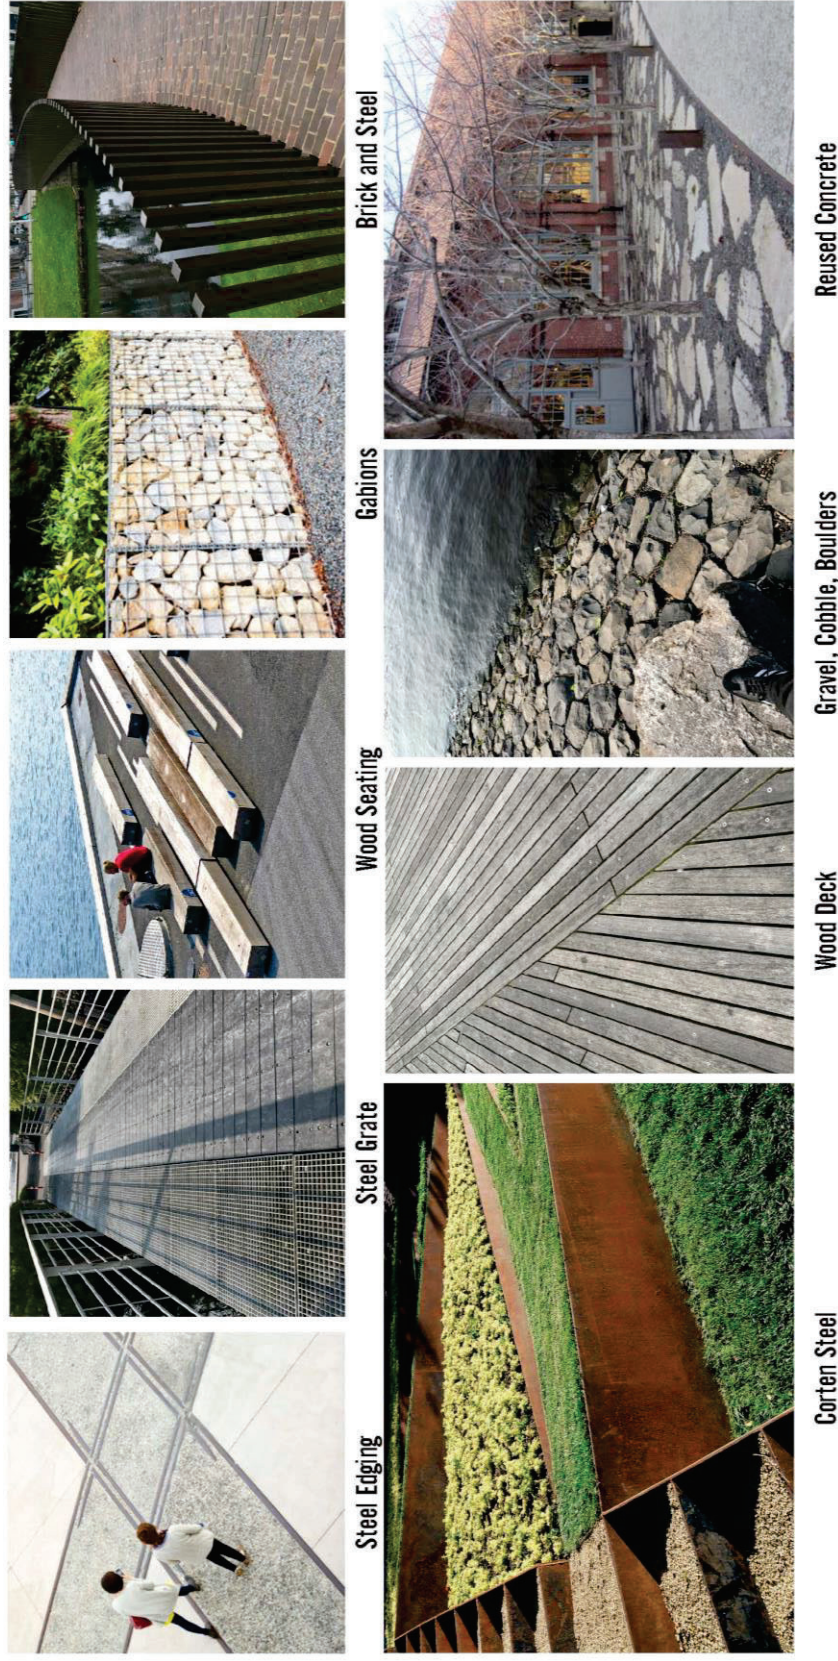 Steel Edging
Steel Grate
Wood Seating
Gabions
Brick and Steel
Corten Steel
Wood Deck
Gravel, Cobble, Boulders
Reused Concrete